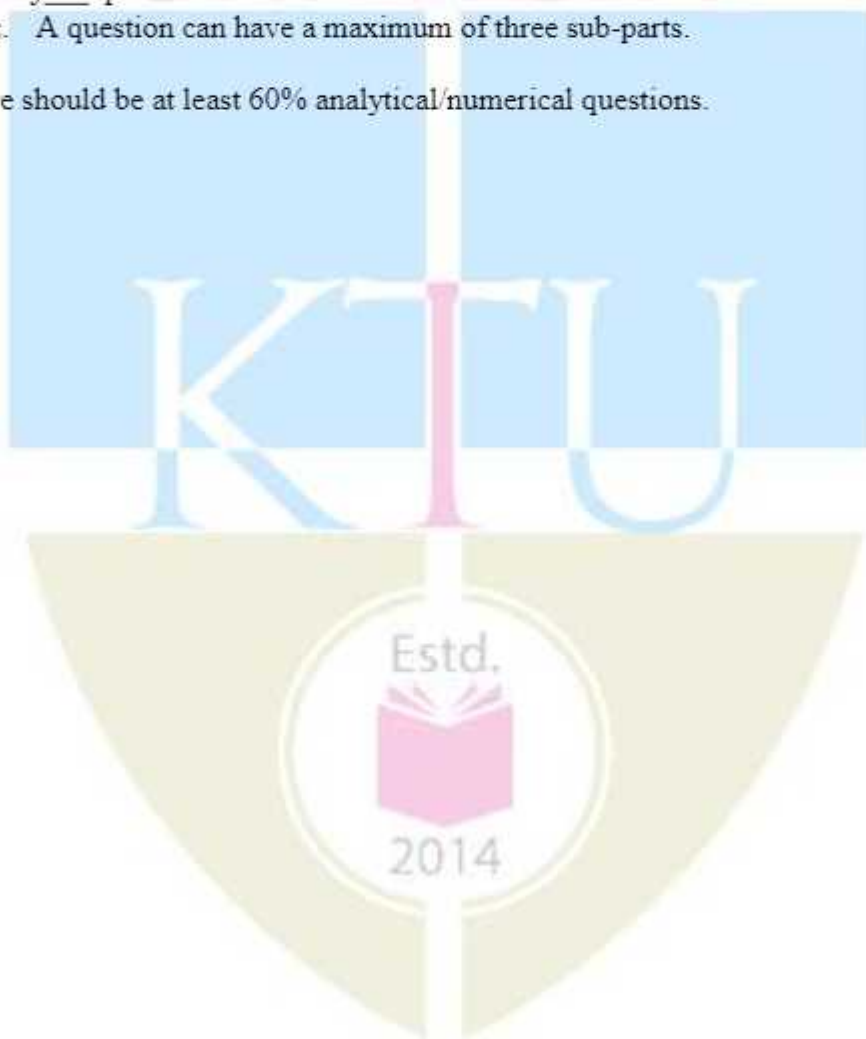 A question can have a maximum of three sub-parts.
e should be at least 60% analytical/numerical questions.
KTU
Estd.
2014